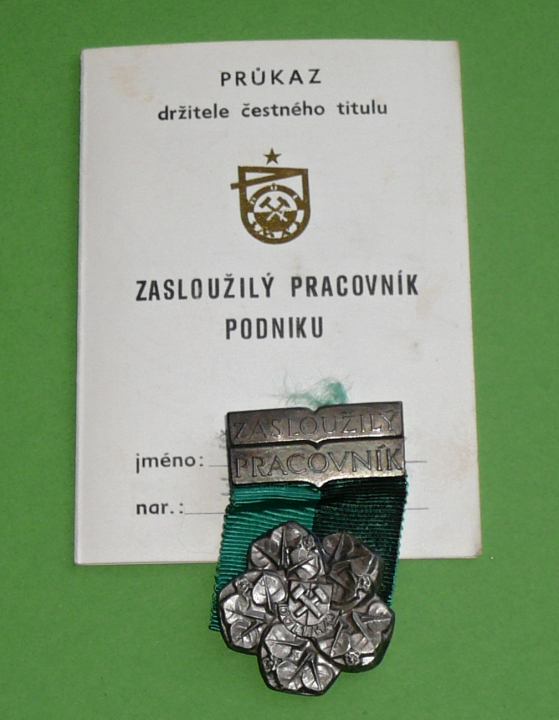 PRŮKAZ
držitele čestného titulu
ZASLOUŽILÝ PRACOVNÍK
PODNIKU
jméno:
nar.:
ZASLOUŽILÝ
PRACOVNÍK